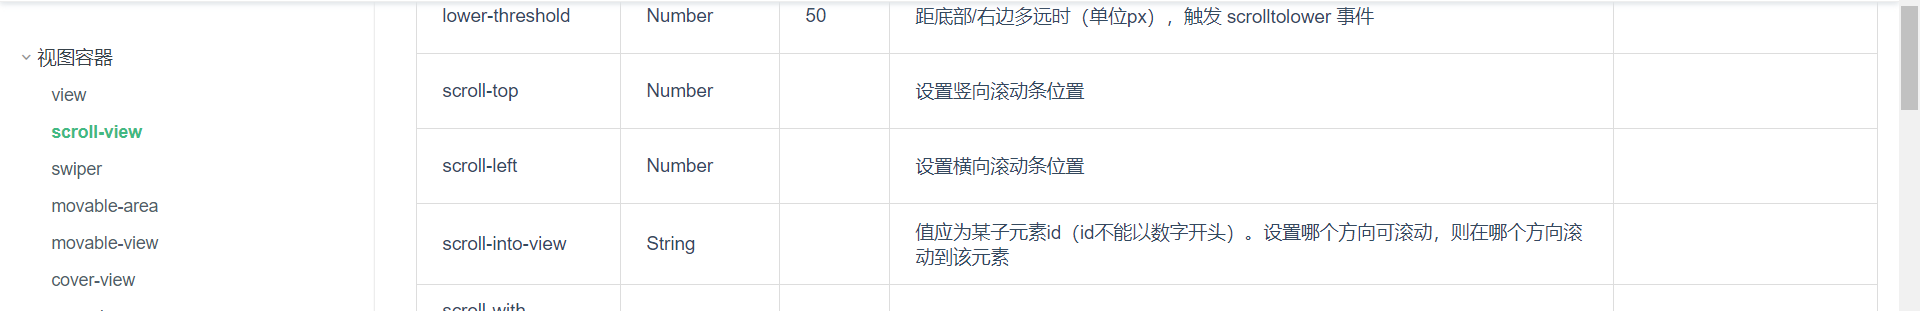 视图容器
view
scroll-view
swiper
movable-area
movable-view
cover-view
lower-threshold Number 50 距底部/右边多远时（单位px），触发 scrolltolower 事件
scroll-top Number 设置竖向滚动条位置
scroll-left Number 设置横向滚动条位置
scroll-into-view String 值应为某子元素id（id不能以数字开头）。设置哪个方向可滚动，则在哪个方向滚
动到该元素
scroll-with